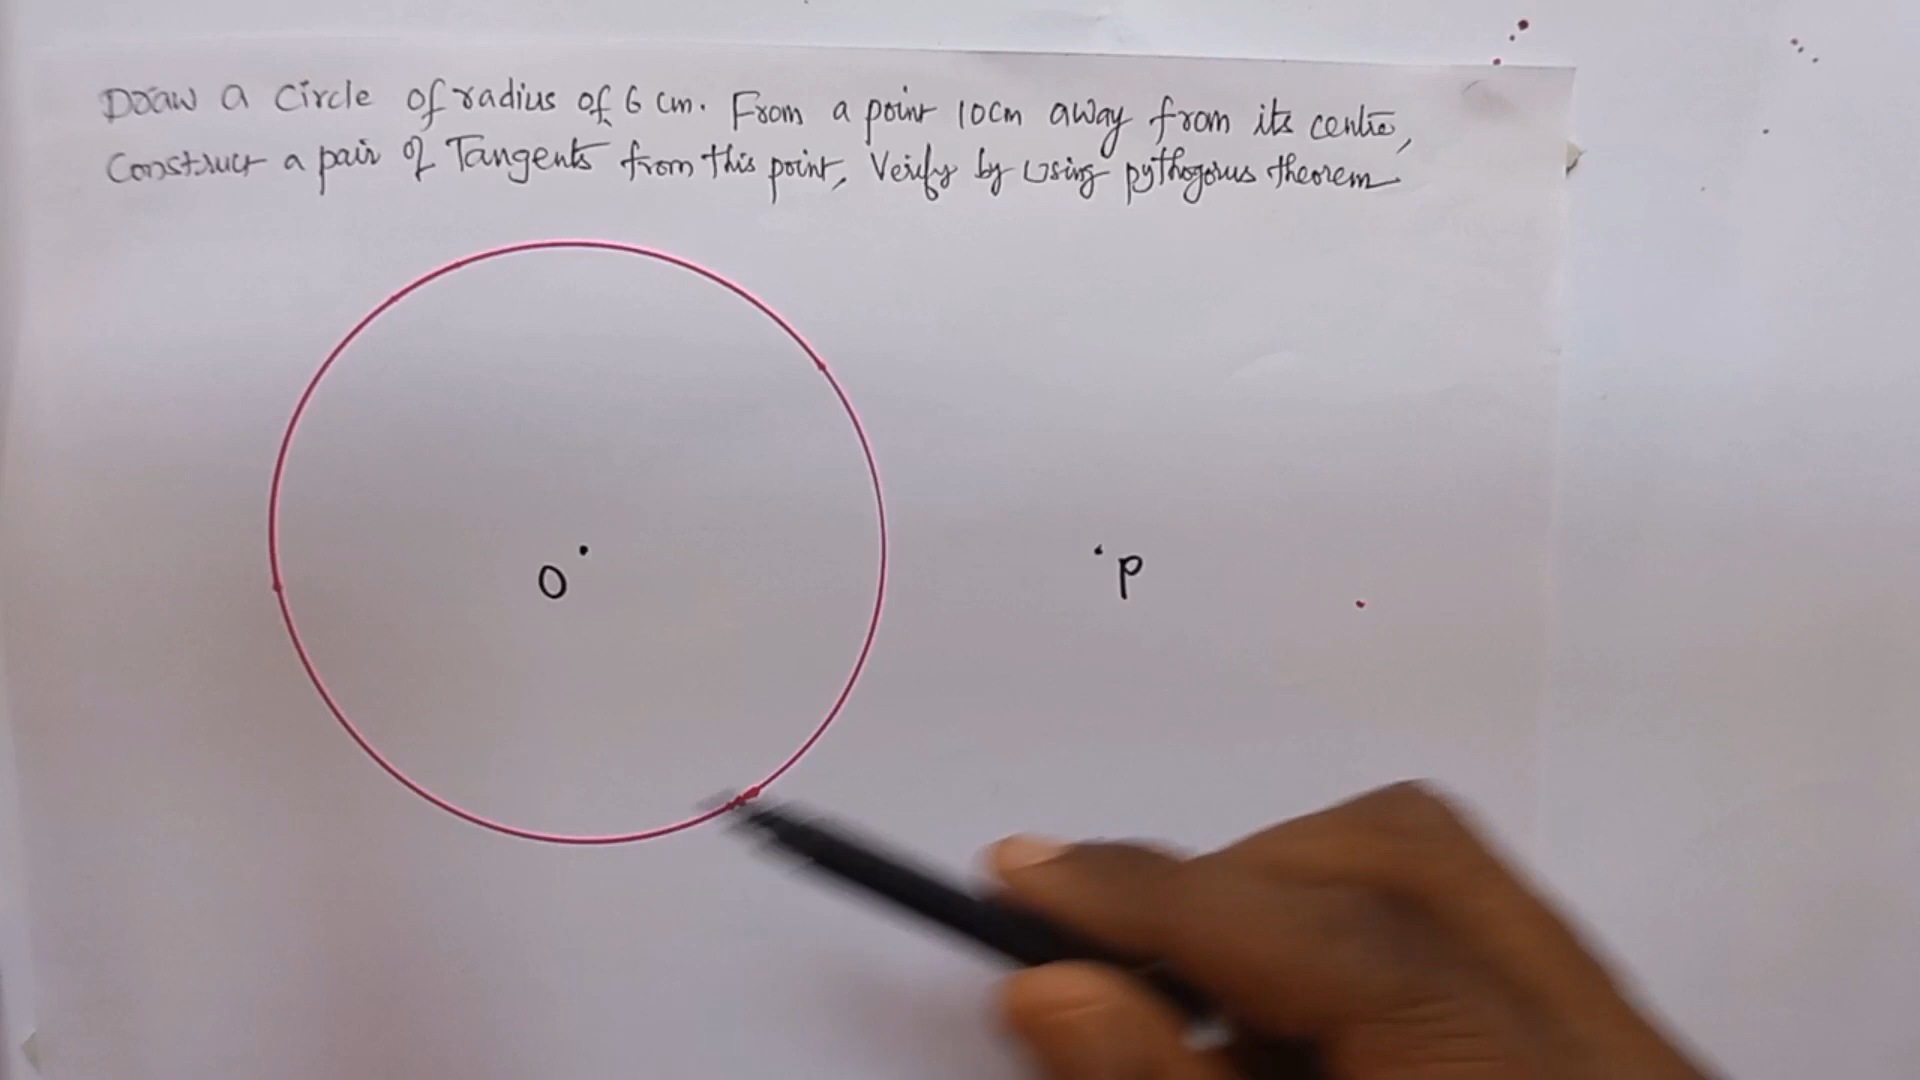 Draw a Circle of radius of 6 cm. From a point 10cm away from its centre,
Construct a pair of Tangents from this point, Verify by Using pythogorus theorem.
O
P